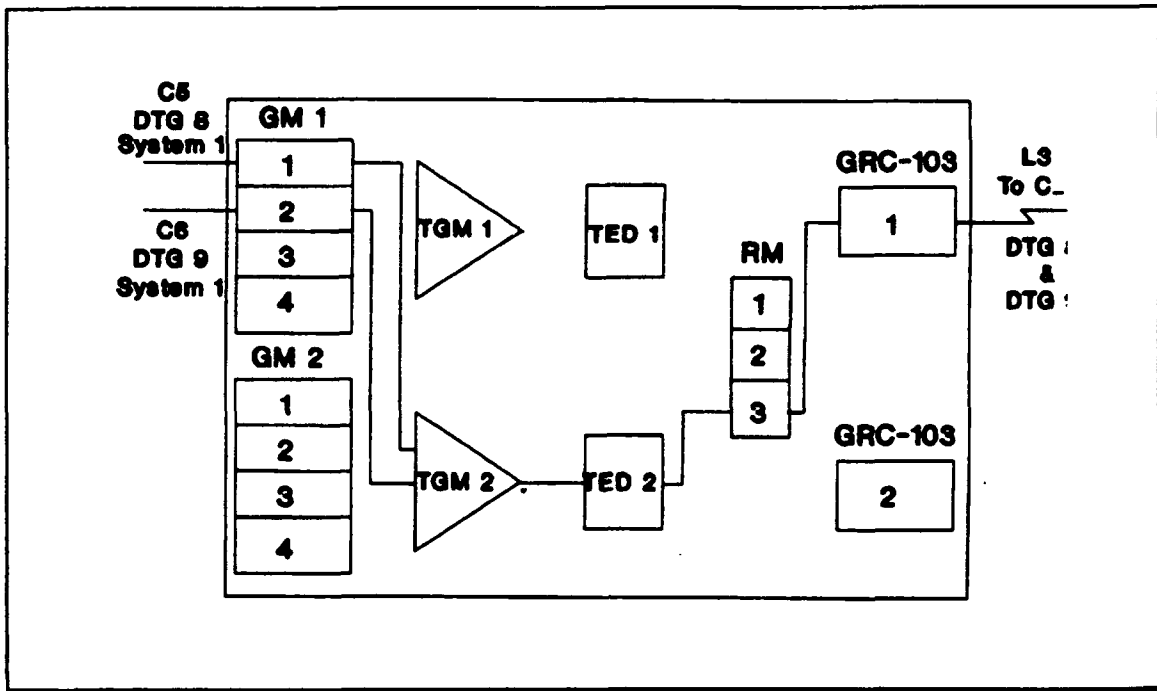 C5
DTG 8
System 1
GM 1
1
2
3
4
C6
DTG 9
System 1
GM 2
1
2
3
4
TGM 1
TGM 2
TED 1
TED 2
RM
1
2
3
GRC-103
1
GRC-103
2
L3
To C_
DTG
&
DTG